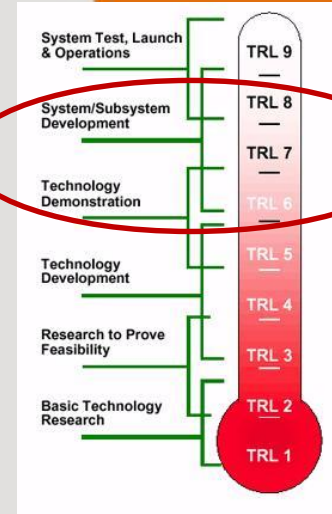 System Test, Launch
& Operations
System/Subsystem
Development
Technology
Demonstration
Technology
Development
Research to Prove
Feasibility
Basic Technology
Research
TRL 9
TRL 8
TRL 7
TRL 6
TRL 5
TRL 4
TRL 3
TRL 2
TRL 1